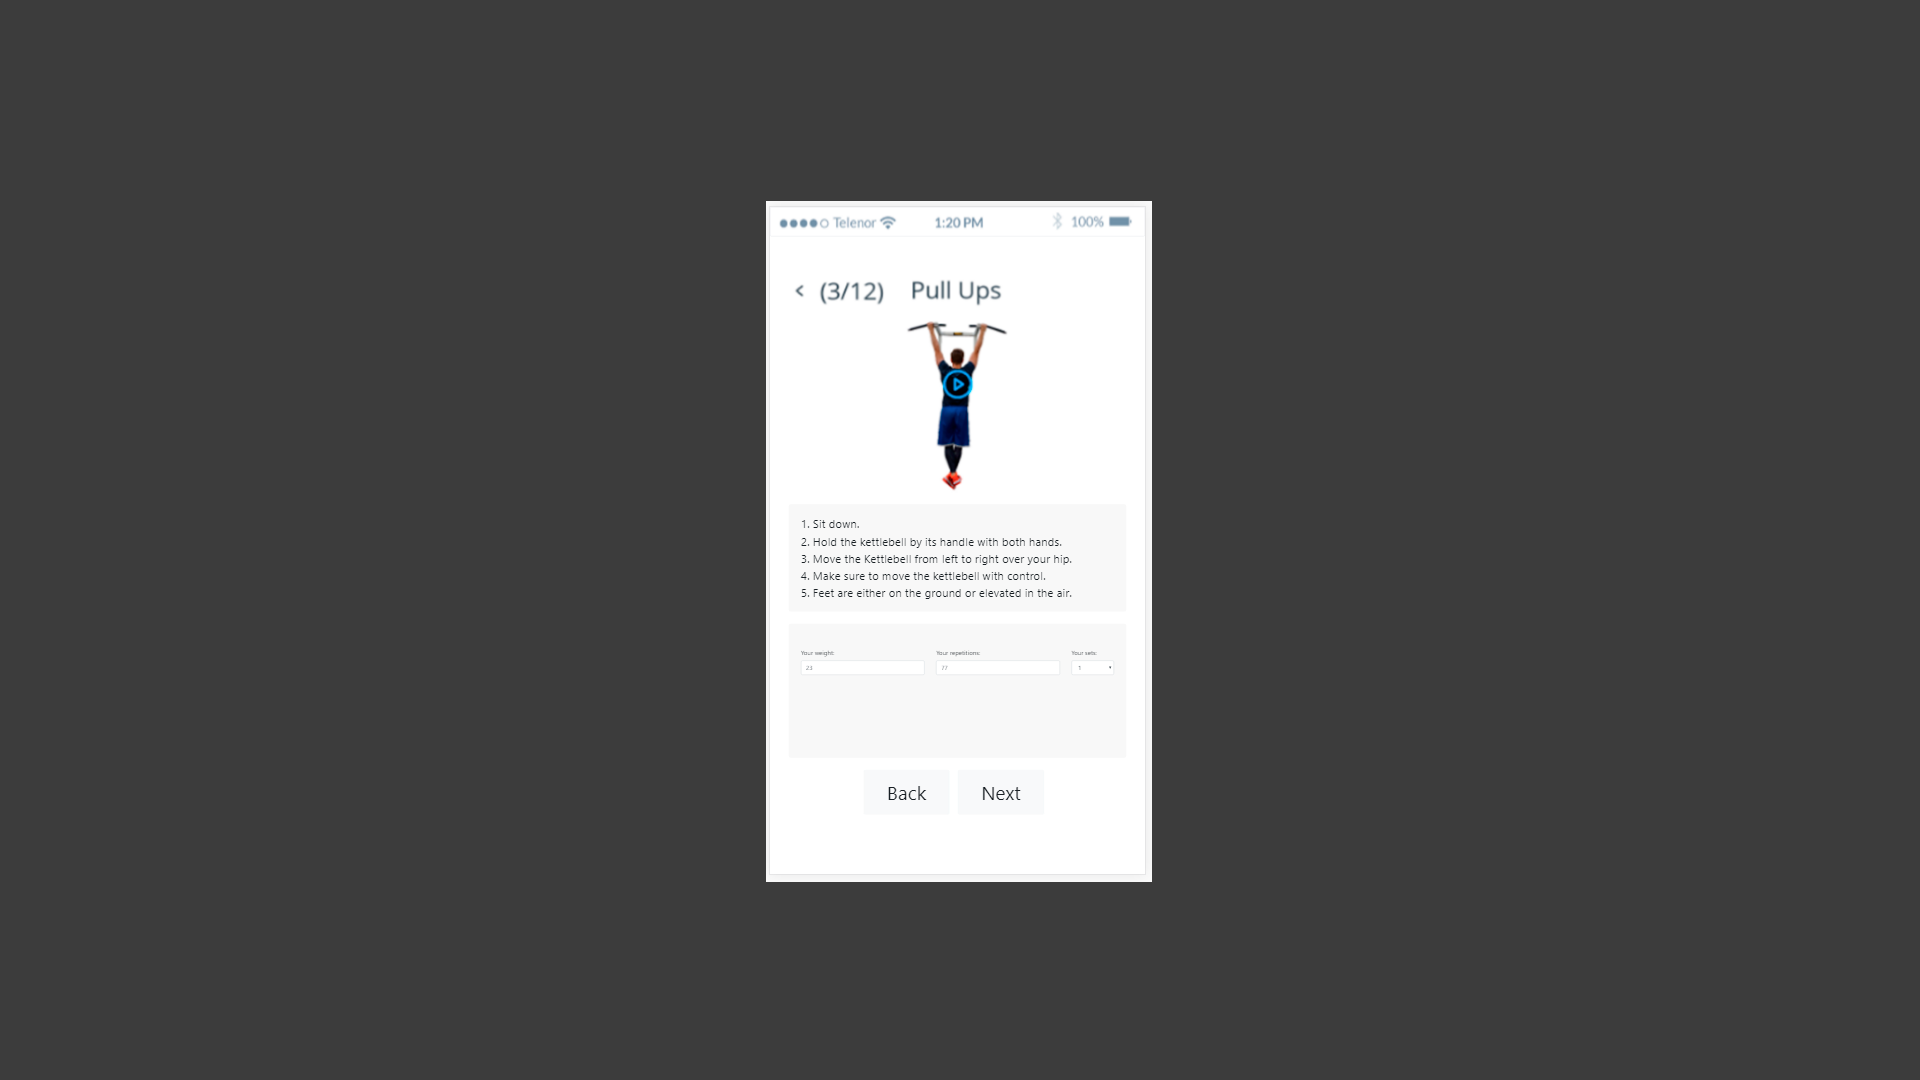 Telenor 1:20 PM 100%
< (3/12) Pull Ups
1. Sit down.
2. Hold the kettlebell by its handle with both hands.
3. Move the Kettlebell from left to right over your hip.
4. Make sure to move the kettlebell with control.
5. Feet are either on the ground or elevated in the air.
Your weight: Your repetitions: Your sets:
23 77 1
Back Next